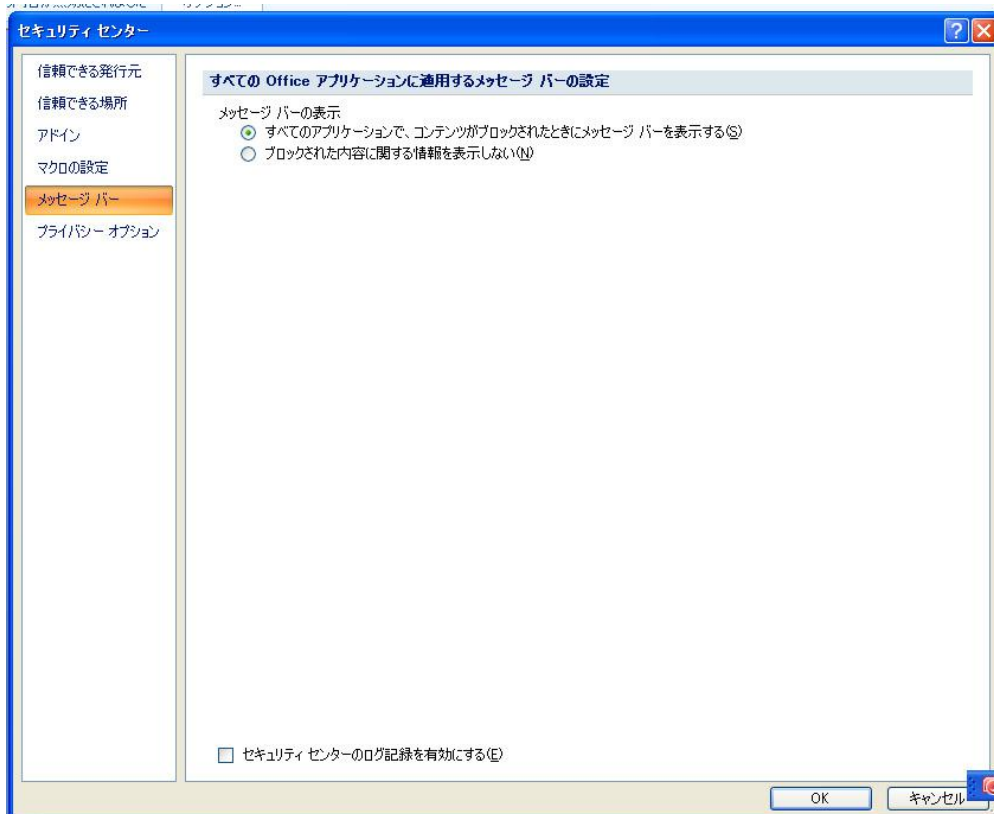 セキュリティ センター
信頼できる発行元
信頼できる場所
アドイン
マクロの設定
メッセージ バー
プライバシー オプション
すべての Office アプリケーションに適用するメッセージ バーの設定
メッセージ バーの表示
すべてのアプリケーションで、コンテンツがブロックされたときにメッセージ バーを表示する(S)
ブロックされた内容に関する情報を表示しない(N)
セキュリティ センターのログ記録を有効にする(E)
OK
キャンセル